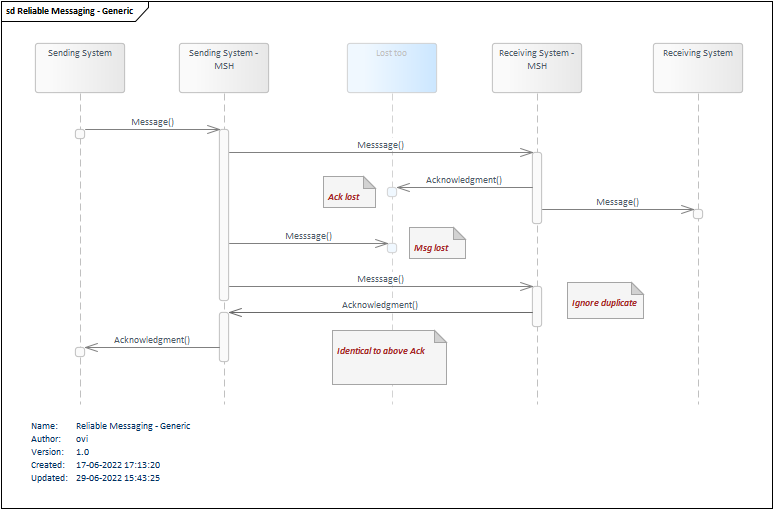 sd Reliable Messaging - Generic
Sending System
Sending System -
MSH
Lost too
Receiving System -
MSH
Receiving System
Message()
Messsage()
Acknowledgment()
Ack lost
Message()
Messsage()
Msg lost
Messsage()
Ignore duplicate
Acknowledgment()
Acknowledgment()
Identical to above Ack
Name: Reliable Messaging - Generic
Author: ovi
Version: 1.0
Created: 17-06-2022 17:13:20
Updated: 29-06-2022 15:43:25